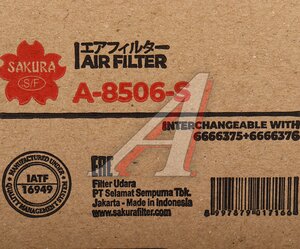 エアフィルター
AIR FILTER
SAKURA
S/F
A-8506-S
INTERCHANGEABLE WITH
6666375+6666376
MANUFACTURED UNDER
IATF
16949
QUALITY MANAGEMENT SYSTEM
EAC
Filter Udara
PT Selamat Sempurna Tbk.
Jakarta - Made in Indonesia
www.sakurafilter.com